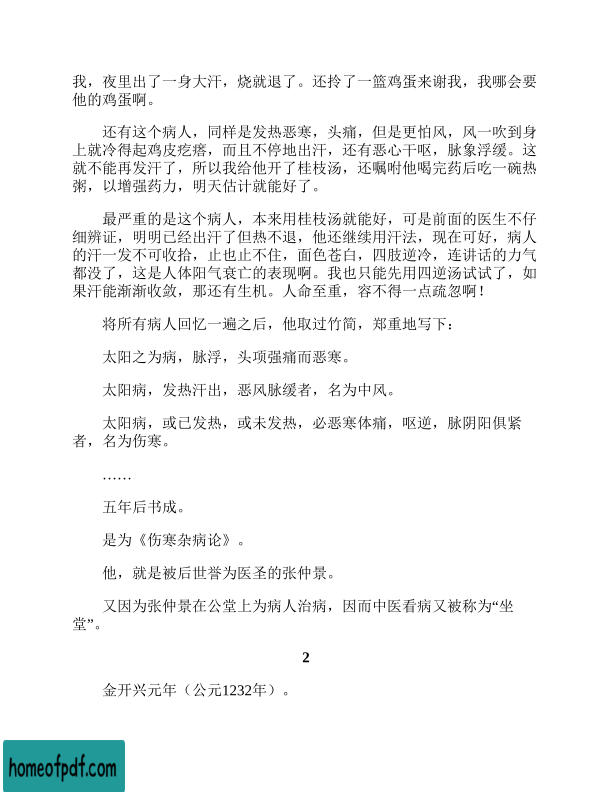 我，夜里出了一身大汗，烧就退了。还拎了一篮鸡蛋来谢我，我哪会要
他的鸡蛋啊。
还有这个病人，同样是发热恶寒，头痛，但是更怕风，风一吹到身
上就冷得起鸡皮疙瘩，而且不停地出汗，还有恶心干呕，脉象浮缓。这
就不能再发汗了，所以我给他开了桂枝汤，还嘱咐他喝完药后吃一碗热
粥，以增强药力，明天估计就能好了。
最严重的是这个病人，本来用桂枝汤就能好，可是前面的医生不仔
细辨证，明明已经出汗了但热不退，他还继续用汗法，现在可好，病人
的汗一发不可收拾，止也止不住，面色苍白，四肢逆冷，连讲话的力气
都没了，这是人体阳气衰亡的表现啊。我也只能先用四逆汤试试了，如
果汗能渐渐收敛，那还有生机。人命至重，容不得一点疏忽啊！
将所有病人回忆一遍之后，他取过竹简，郑重地写下：
太阳之为病，脉浮，头项强痛而恶寒。
太阳病，发热汗出，恶风脉缓者，名为中风。
太阳病，或已发热，或未发热，必恶寒体痛，呕逆，脉阴阳俱紧
者，名为伤寒。
……
五年后书成。
是为《伤寒杂病论》。
他，就是被后世誉为医圣的张仲景。
又因为张仲景在公堂上为病人治病，因而中医看病又被称为“坐
堂”。
2
金开兴元年（公元1232年）。
homeofpdf.com